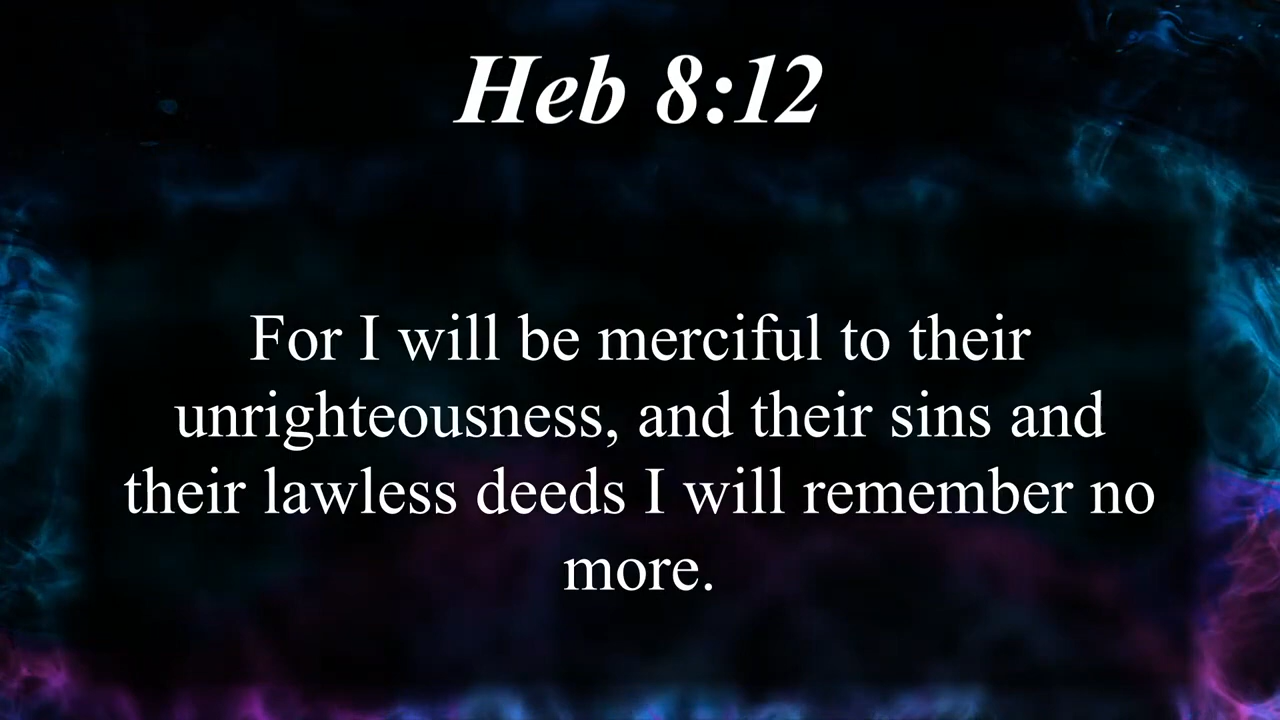 Heb 8:12
For I will be merciful to their
unrighteousness, and their sins and
their lawless deeds I will remember no
more.